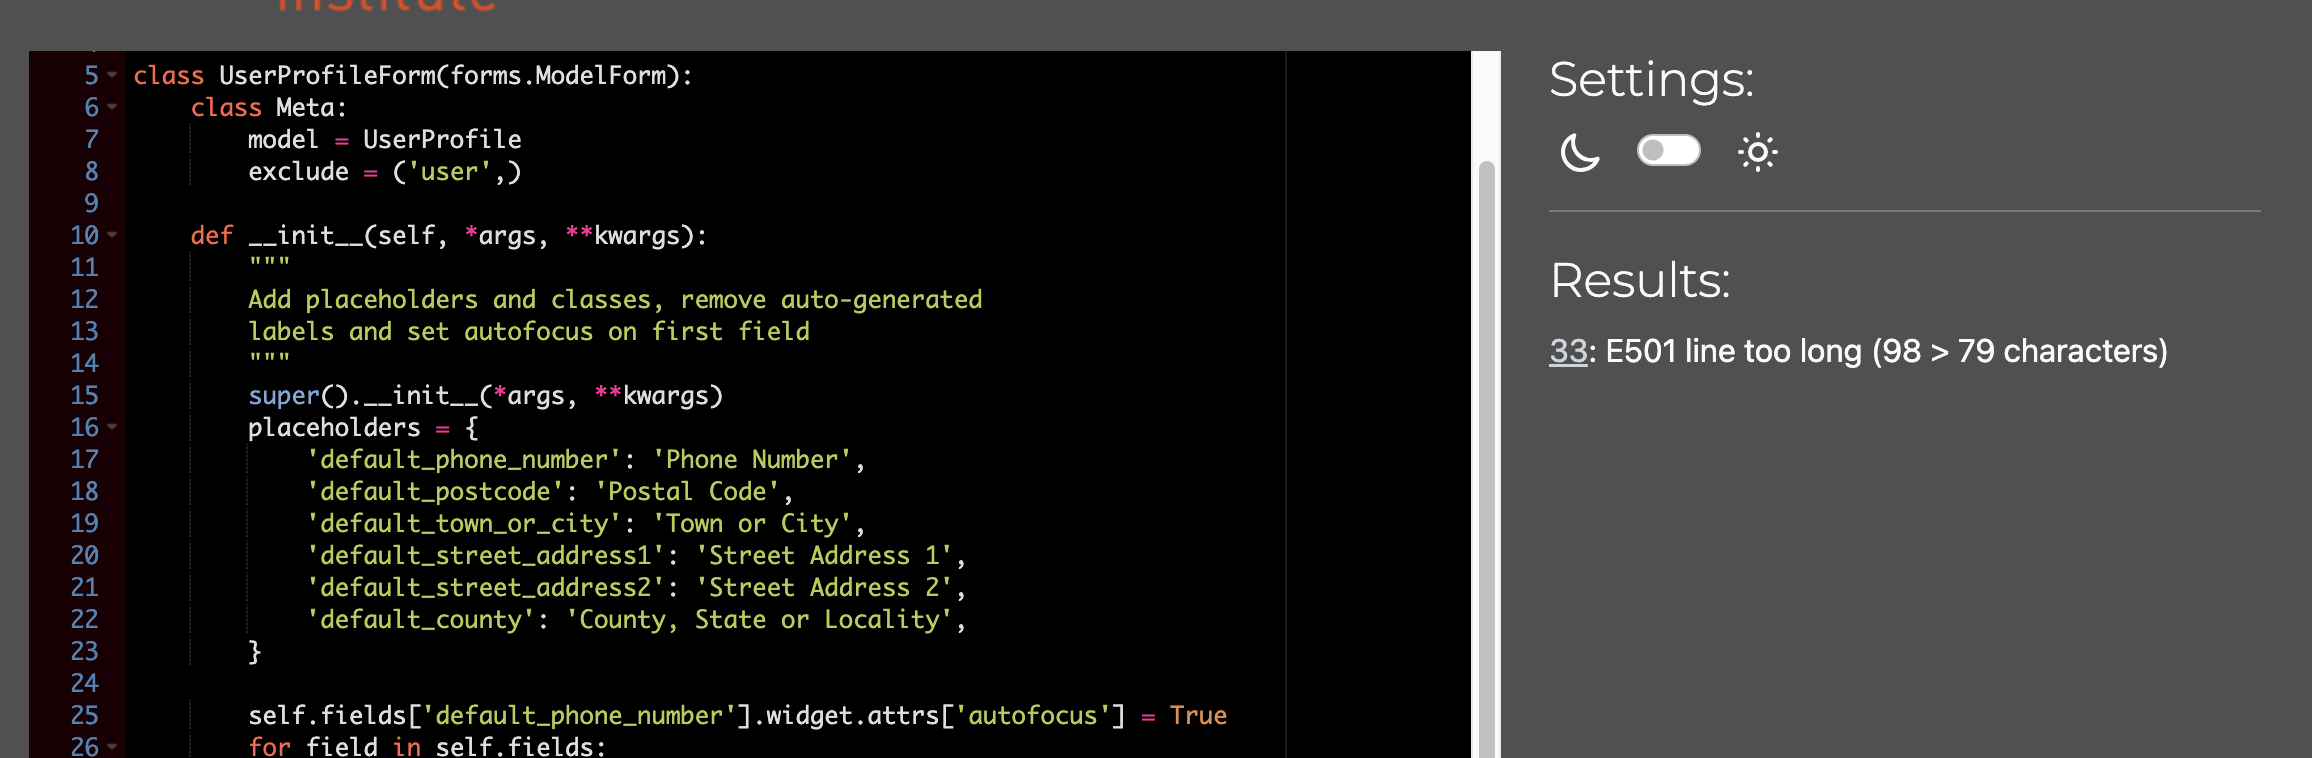 Institute
5 class UserProfileForm(forms.ModelForm):
6 class Meta:
7 model = UserProfile
8 exclude = ('user',)
9
10 def __init__(self, *args, **kwargs):
11 """
12 Add placeholders and classes, remove auto-generated
13 labels and set autofocus on first field
14 """
15 super().__init__(*args, **kwargs)
16 placeholders = {
17 'default_phone_number': 'Phone Number',
18 'default_postcode': 'Postal Code',
19 'default_town_or_city': 'Town or City',
20 'default_street_address1': 'Street Address 1',
21 'default_street_address2': 'Street Address 2',
22 'default_county': 'County, State or Locality',
23 }
24
25 self.fields['default_phone_number'].widget.attrs['autofocus'] = True
26 for field in self.fields:
Settings:
Results:
33: E501 line too long (98 > 79 characters)